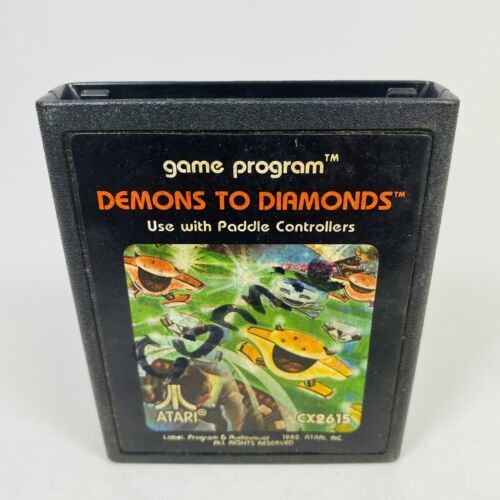 game program™
DEMONS TO DIAMONDS™
Use with Paddle Controllers
ATARI®
CX2615
Label, Program & Audiovisual 1982 ATARI, INC.
ALL RIGHTS RESERVED